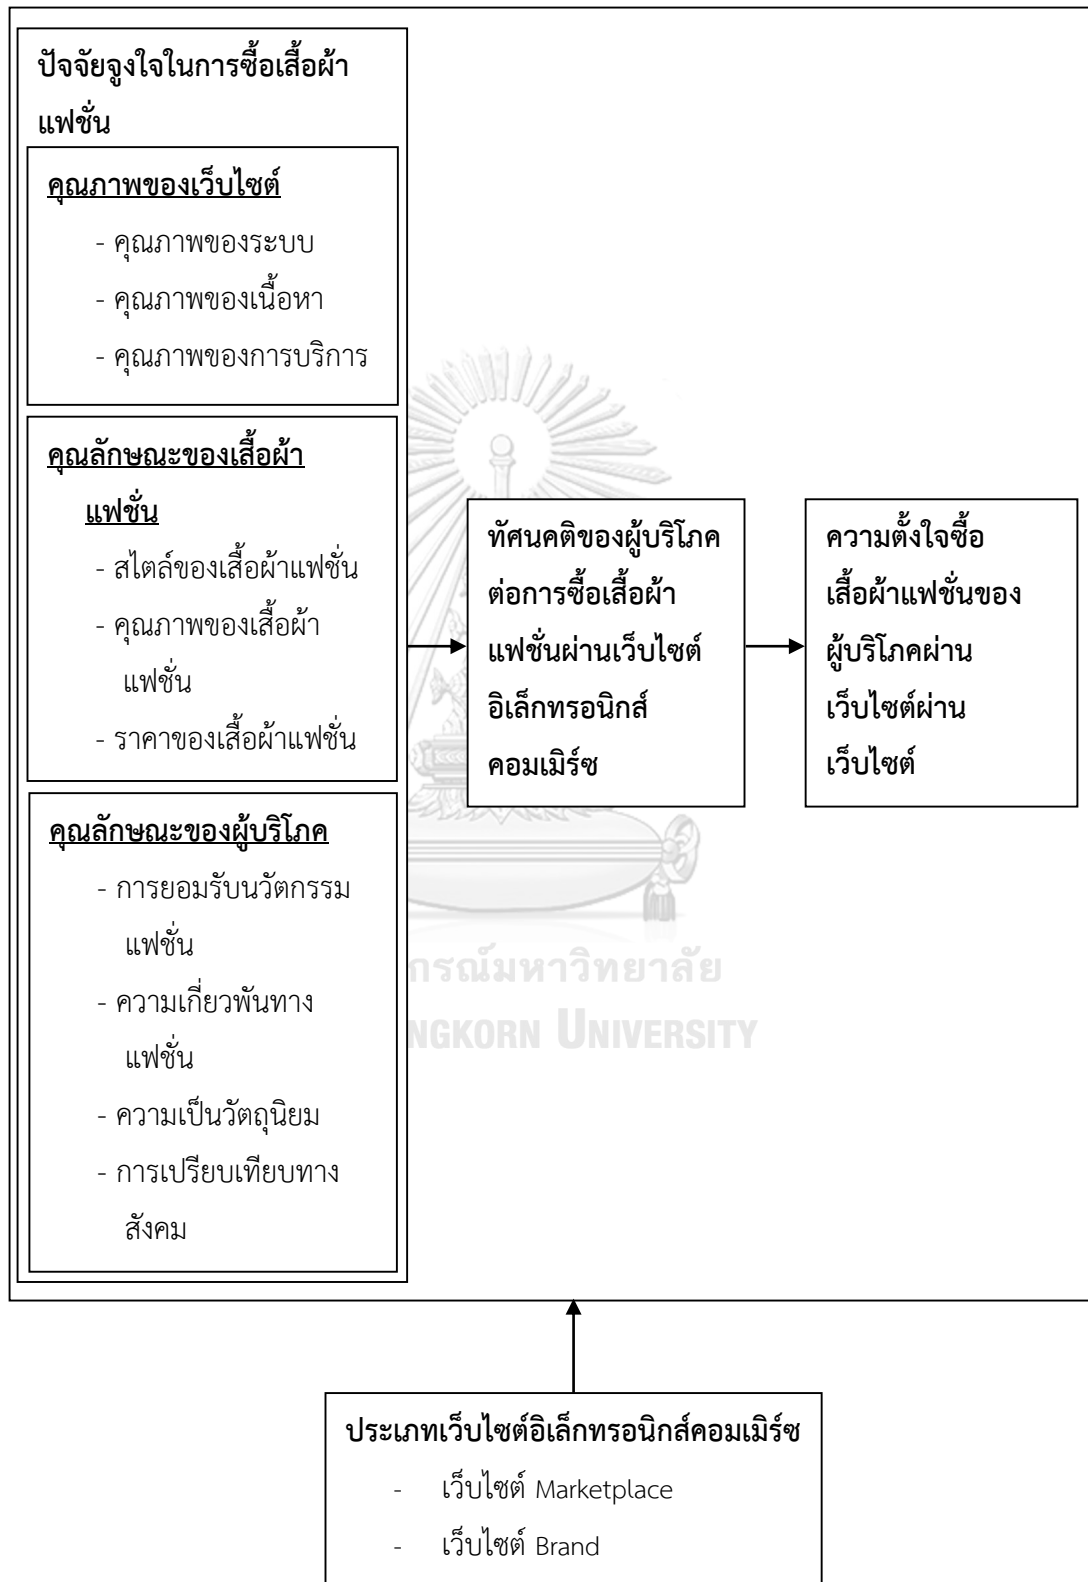 ปัจจัยจูงใจในการซื้อเสื้อผ้า
แฟชั่น
คุณภาพของเว็บไซต์
- คุณภาพของระบบ
- คุณภาพของเนื้อหา
- คุณภาพของการบริการ
คุณลักษณะของเสื้อผ้า
แฟชั่น
- สไตล์ของเสื้อผ้าแฟชั่น
- คุณภาพของเสื้อผ้า
แฟชั่น
- ราคาของเสื้อผ้าแฟชั่น
คุณลักษณะของผู้บริโภค
- การยอมรับนวัตกรรม
แฟชั่น
- ความเกี่ยวพันทาง
แฟชั่น
- ความเป็นวัตถุนิยม
- การเปรียบเทียบทาง
สังคม
ทัศนคติของผู้บริโภค
ต่อการซื้อเสื้อผ้า
แฟชั่นผ่านเว็บไซต์
อิเล็กทรอนิกส์
คอมเมิร์ซ
ความตั้งใจซื้อ
เสื้อผ้าแฟชั่นของ
ผู้บริโภคผ่าน
เว็บไซต์ผ่าน
เว็บไซต์
กรณ์มหาวิทยาลัย
NGKORN UNIVERSITY
ประเภทเว็บไซต์อิเล็กทรอนิกส์คอมเมิร์ซ
- เว็บไซต์ Marketplace
- เว็บไซต์ Brand